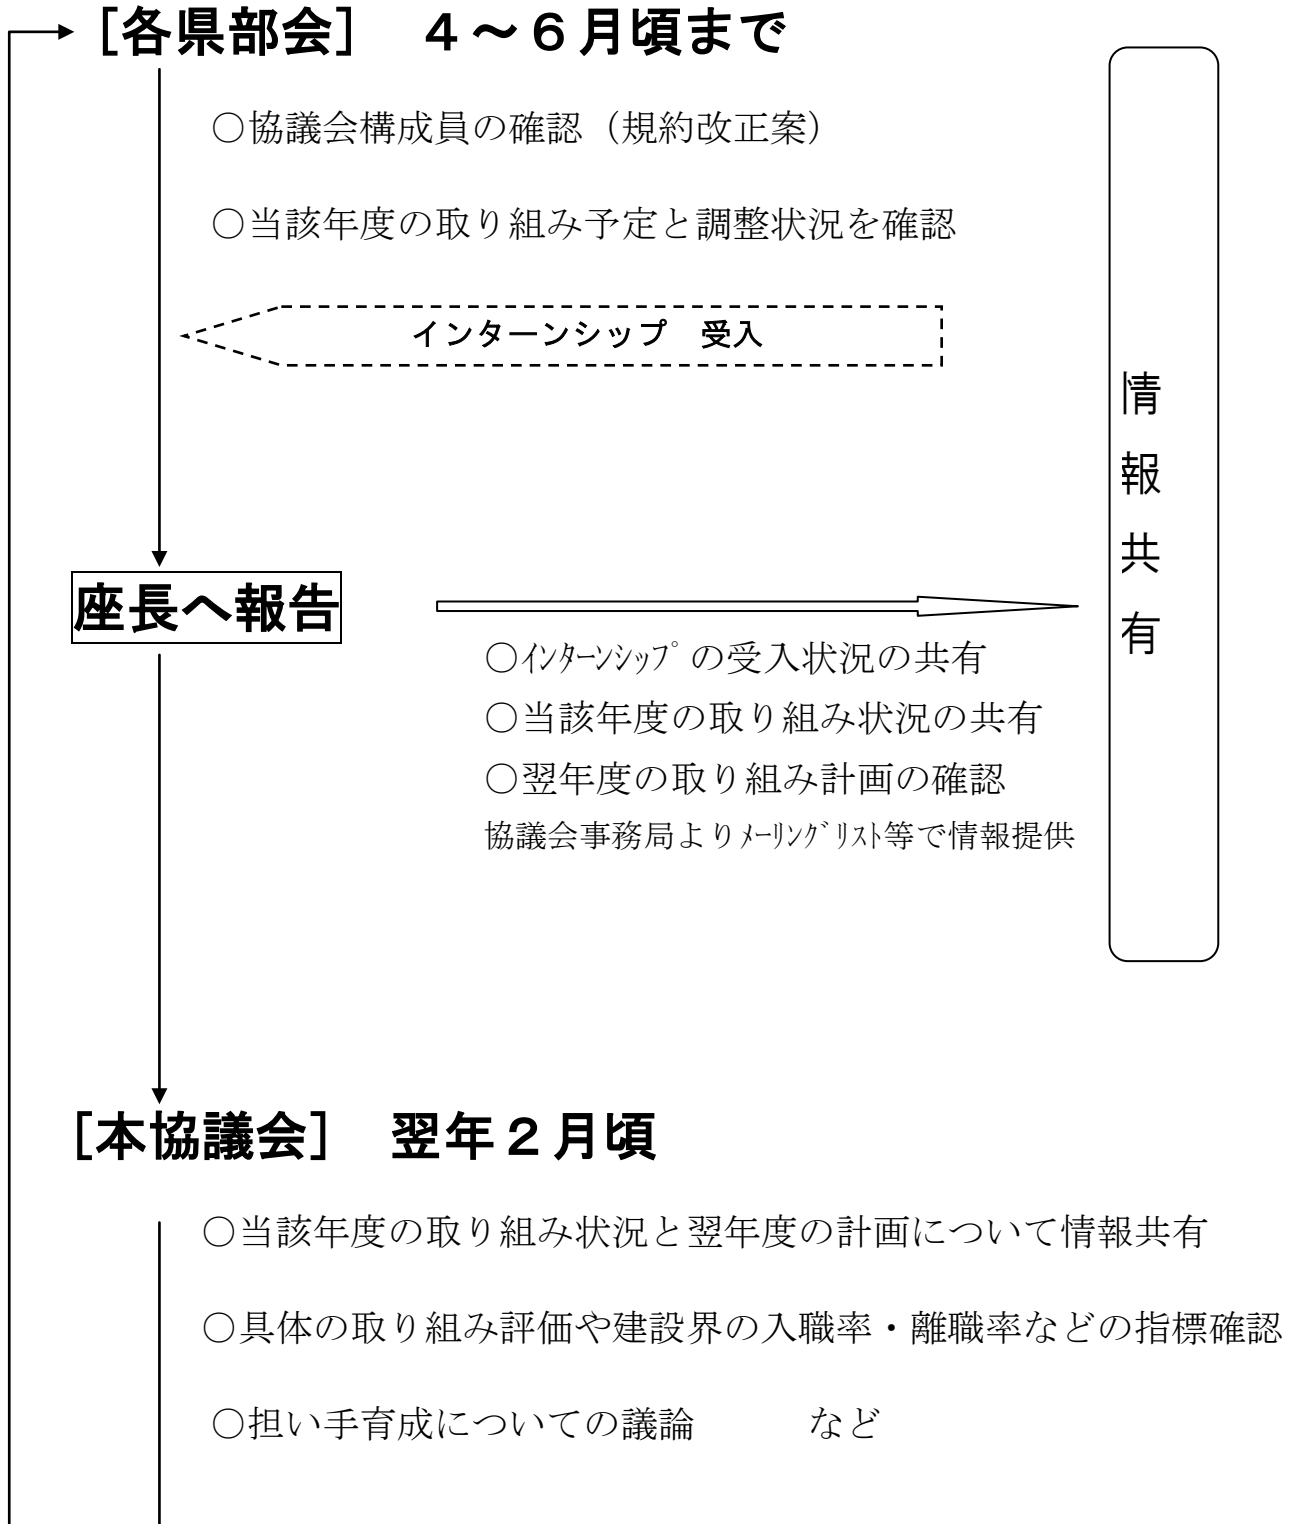 ［各県部会］　４～６月頃まで
○協議会構成員の確認（規約改正案）
○当該年度の取り組み予定と調整状況を確認
インターンシップ　受入
情報共有
座長へ報告
○ｲﾝﾀｰﾝｼｯﾌﾟの受入状況の共有
○当該年度の取り組み状況の共有
○翌年度の取り組み計画の確認
協議会事務局よりﾒｰﾘﾝｸﾞﾘｽﾄ等で情報提供
［本協議会］　翌年２月頃
○当該年度の取り組み状況と翌年度の計画について情報共有
○具体の取り組み評価や建設界の入職率・離職率などの指標確認
○担い手育成についての議論　　　など